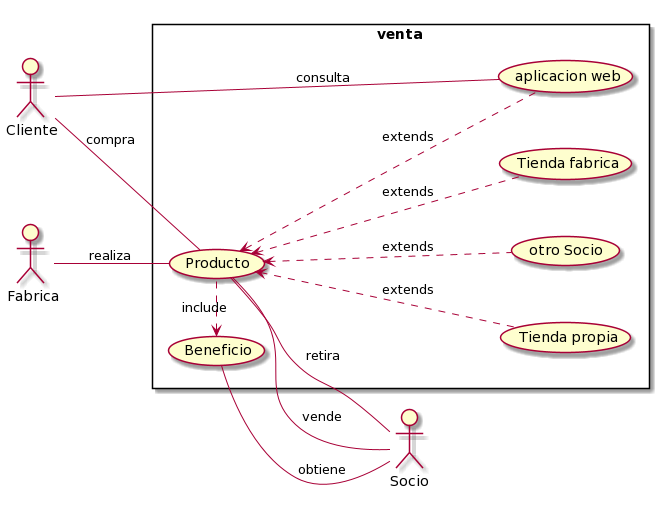 venta
aplicacion web
consulta
Cliente
compra
extends
Tienda fabrica
extends
extends
otro Socio
realiza
Producto
Fabrica
extends
include
Tienda propia
Beneficio
retira
vende
obtiene
Socio